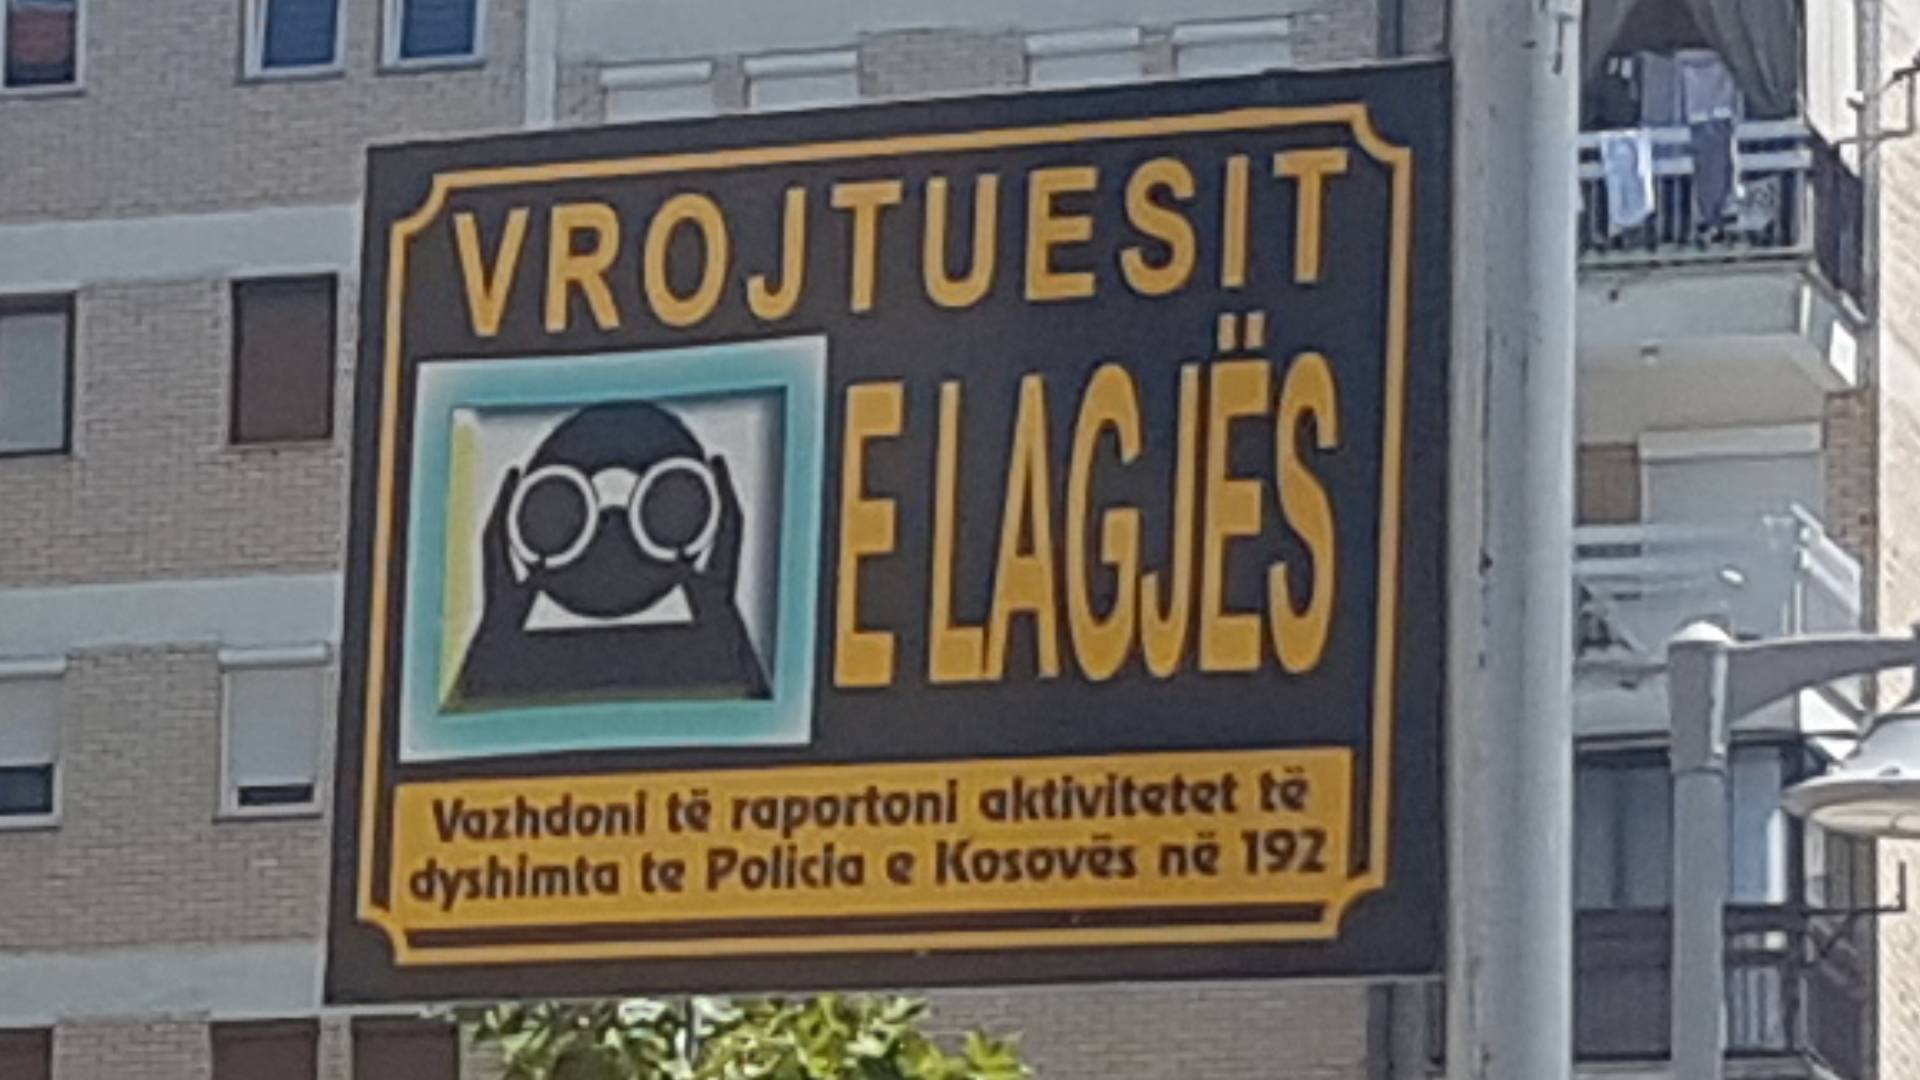 VROJTUESIT
E LAGJËS
Vazhdoni të raportoni aktivitetet të
dyshimta te Policia e Kosovës në 192